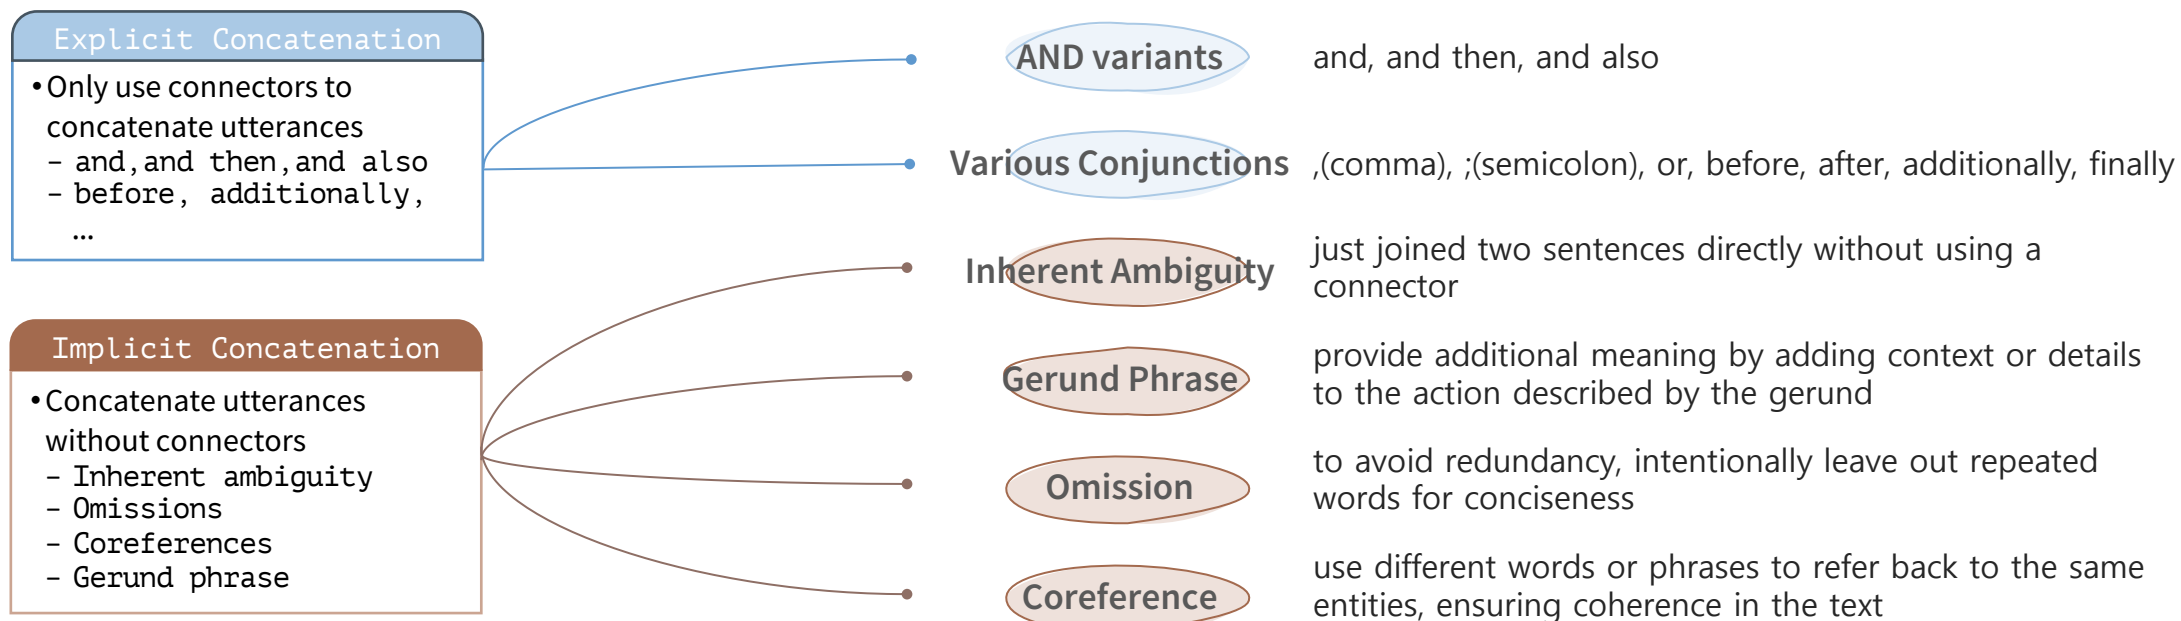 Explicit Concatenation
•Only use connectors to
concatenate utterances
– and,and then,and also
– before, additionally,
...
Implicit Concatenation
•Concatenate utterances
without connectors
– Inherent ambiguity
– Omissions
– Coreferences
– Gerund phrase
AND variants
and, and then, and also
Various Conjunctions
,(comma), ;(semicolon), or, before, after, additionally, finally
Inherent Ambiguity
just joined two sentences directly without using a
connector
Gerund Phrase
provide additional meaning by adding context or details
to the action described by the gerund
Omission
to avoid redundancy, intentionally leave out repeated
words for conciseness
Coreference
use different words or phrases to refer back to the same
entities, ensuring coherence in the text